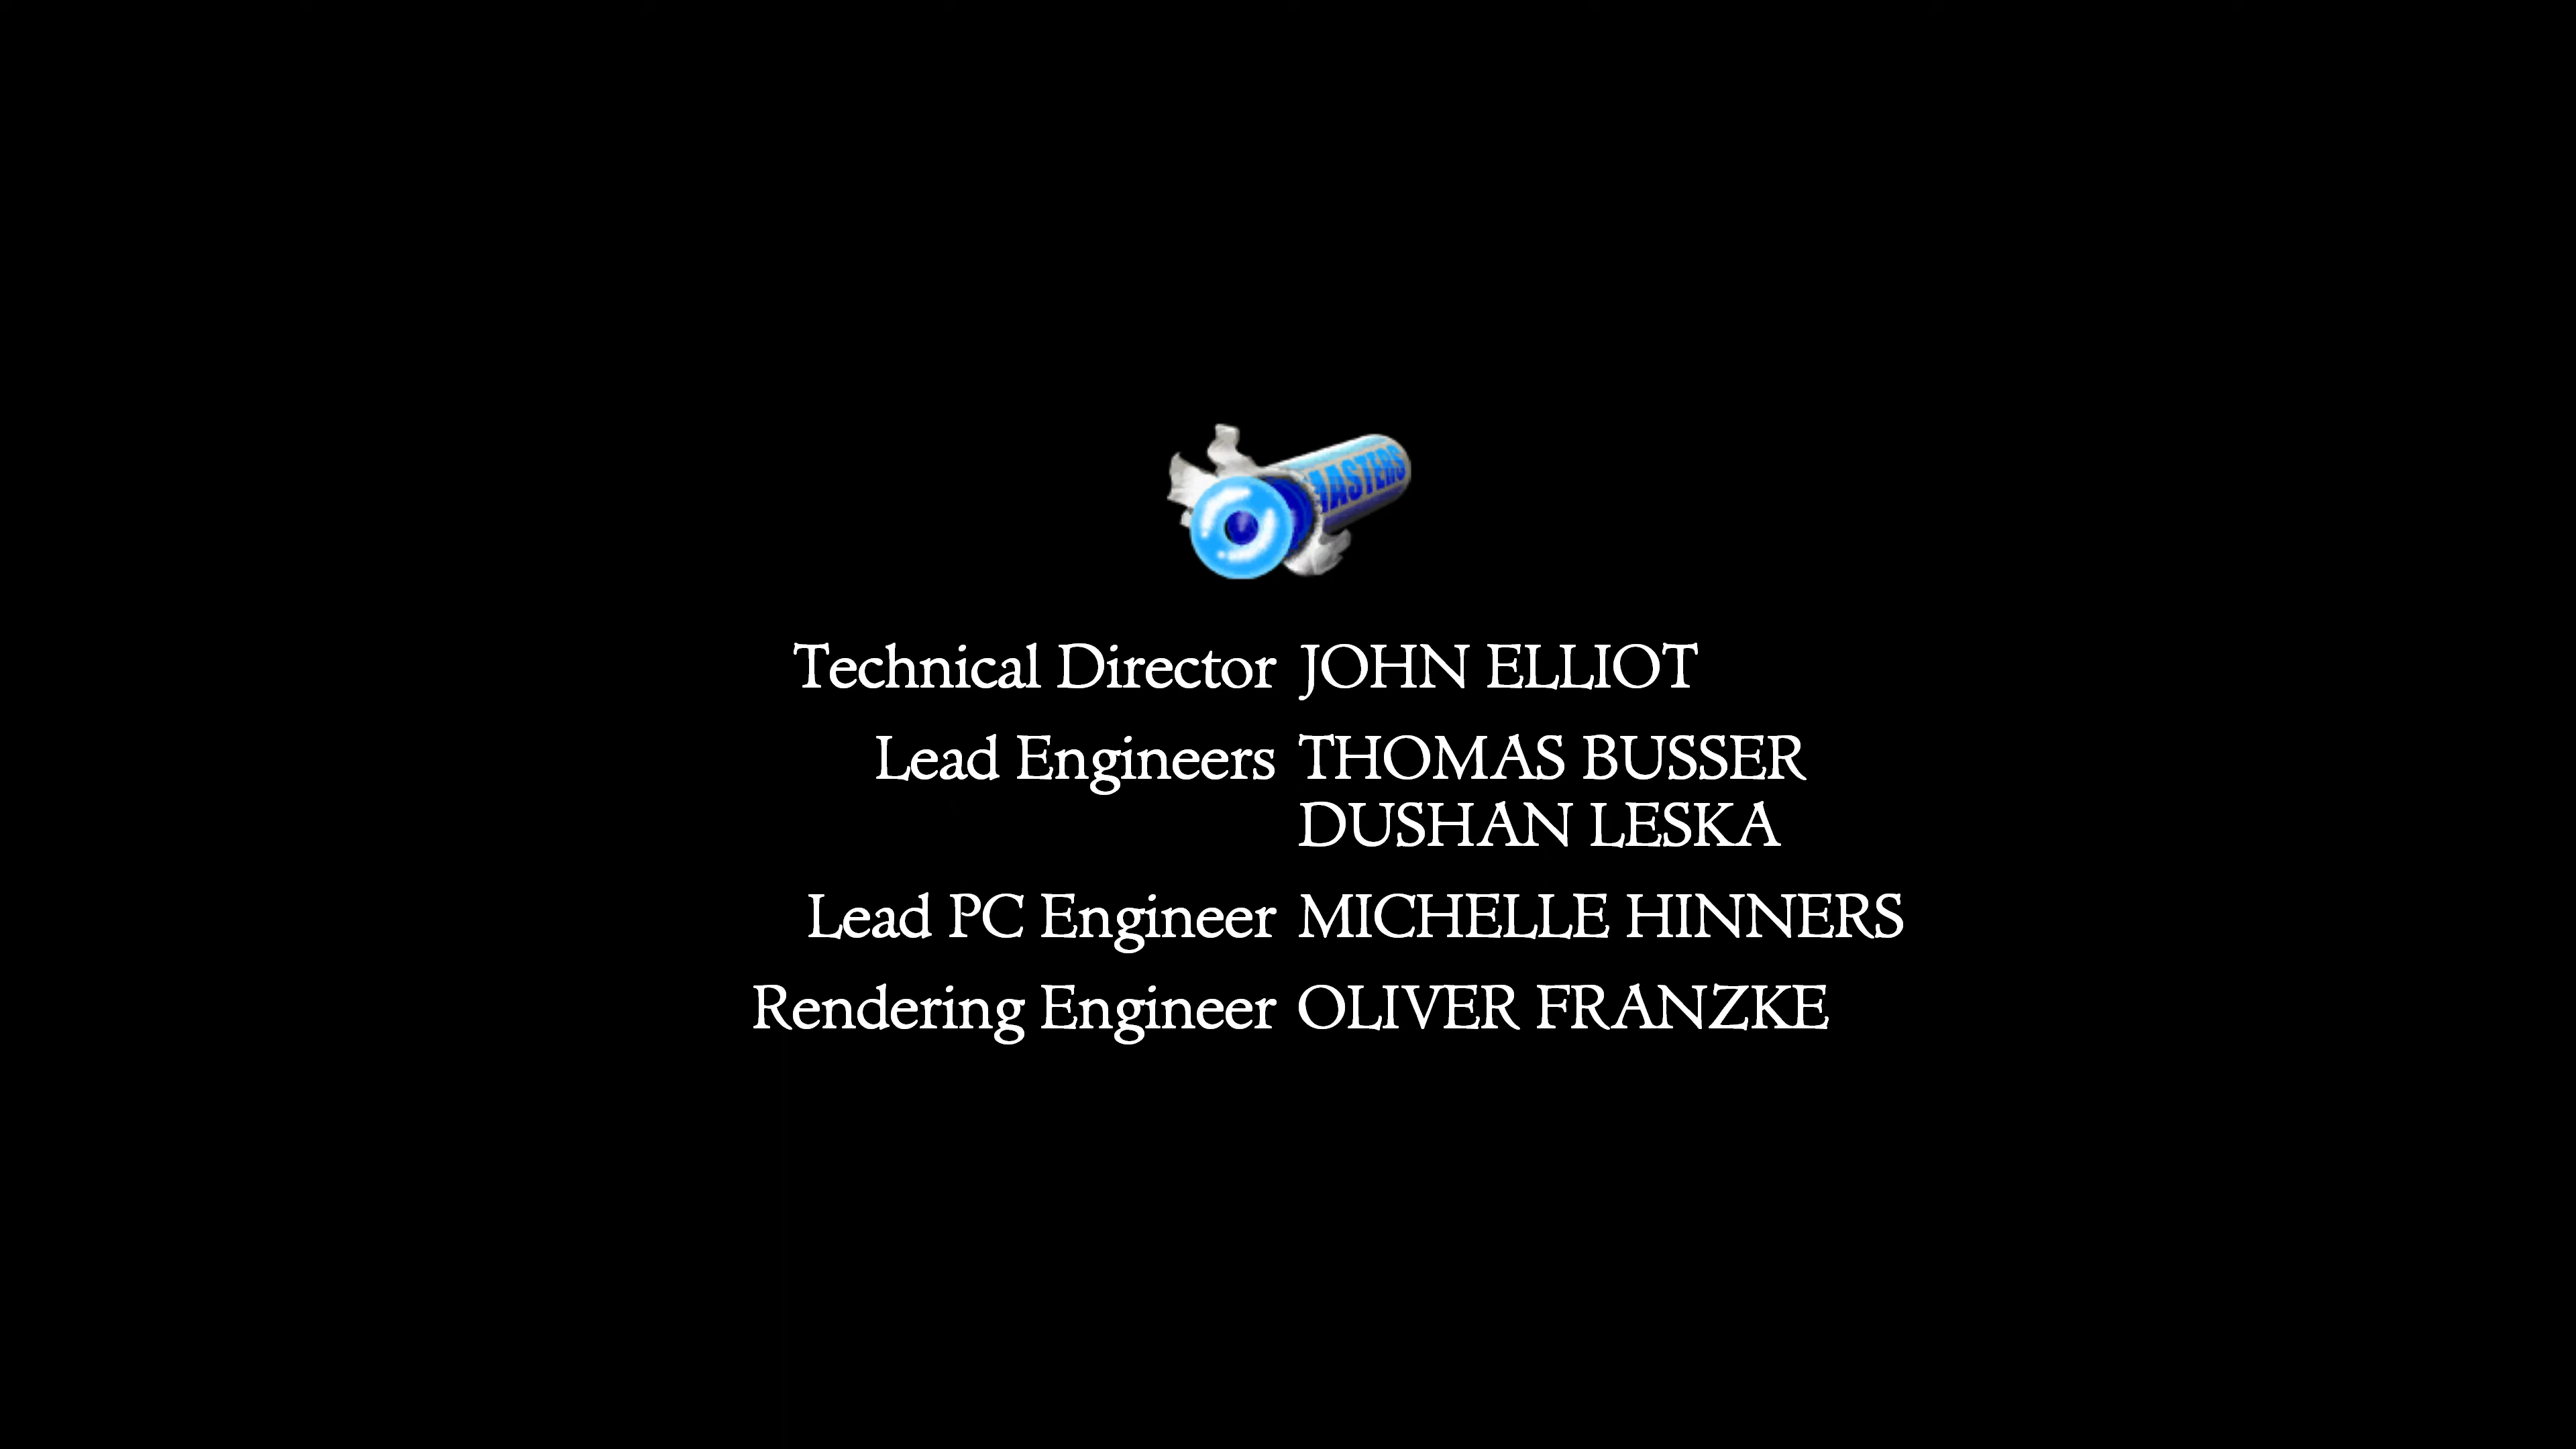 MASTERS
Technical Director JOHN ELLIOT
Lead Engineers THOMAS BUSSER
DUSHAN LESKA
Lead PC Engineer MICHELLE HINNERS
Rendering Engineer OLIVER FRANZKE